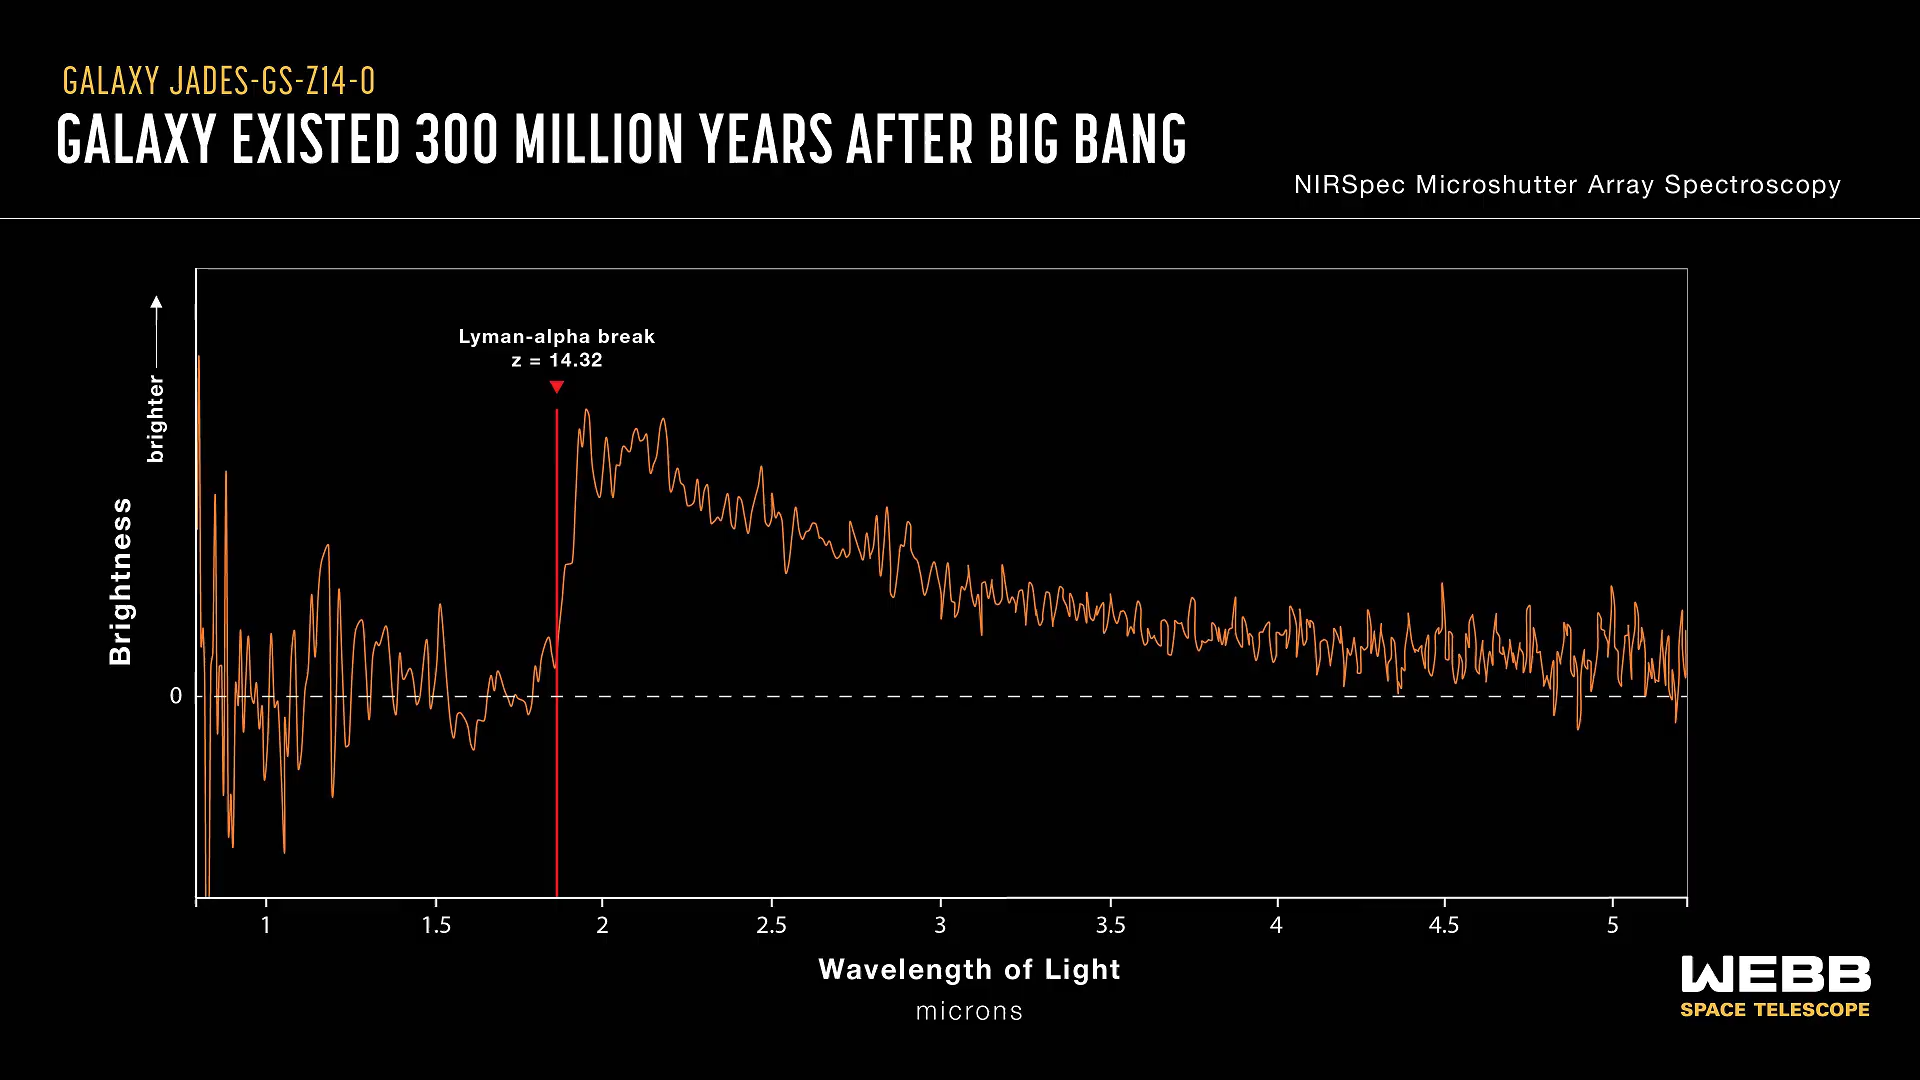 GALAXY JADES-GS-Z14-0
GALAXY EXISTED 300 MILLION YEARS AFTER BIG BANG
NIRSpec Microshutter Array Spectroscopy
Lyman-alpha break
z = 14.32
brighter
Brightness
0
1 1.5 2 2.5 3 3.5 4 4.5 5
Wavelength of Light
microns
WEBB
SPACE TELESCOPE